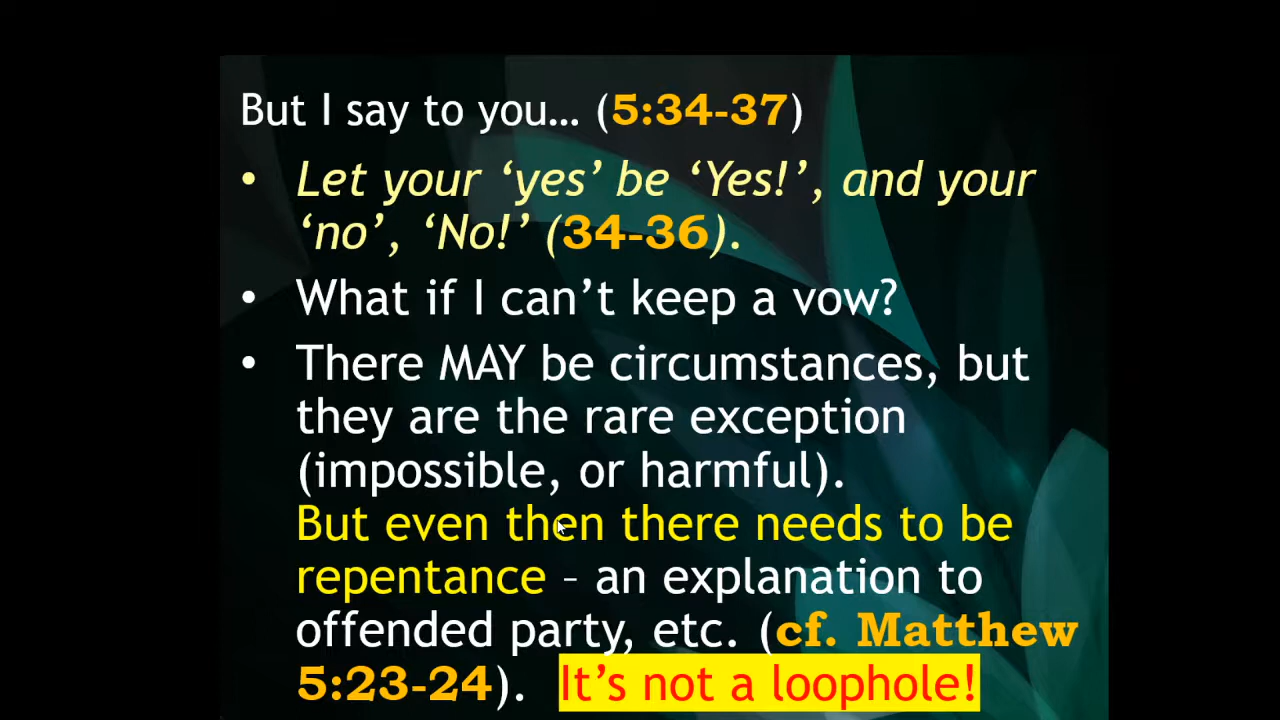 But I say to you… (5:34-37)
• Let your ‘yes’ be ‘Yes!’, and your
‘no’, ‘No!’ (34-36).
• What if I can’t keep a vow?
• There MAY be circumstances, but
they are the rare exception
(impossible, or harmful).
But even then there needs to be
repentance – an explanation to
offended party, etc. (cf. Matthew
5:23-24). It’s not a loophole!